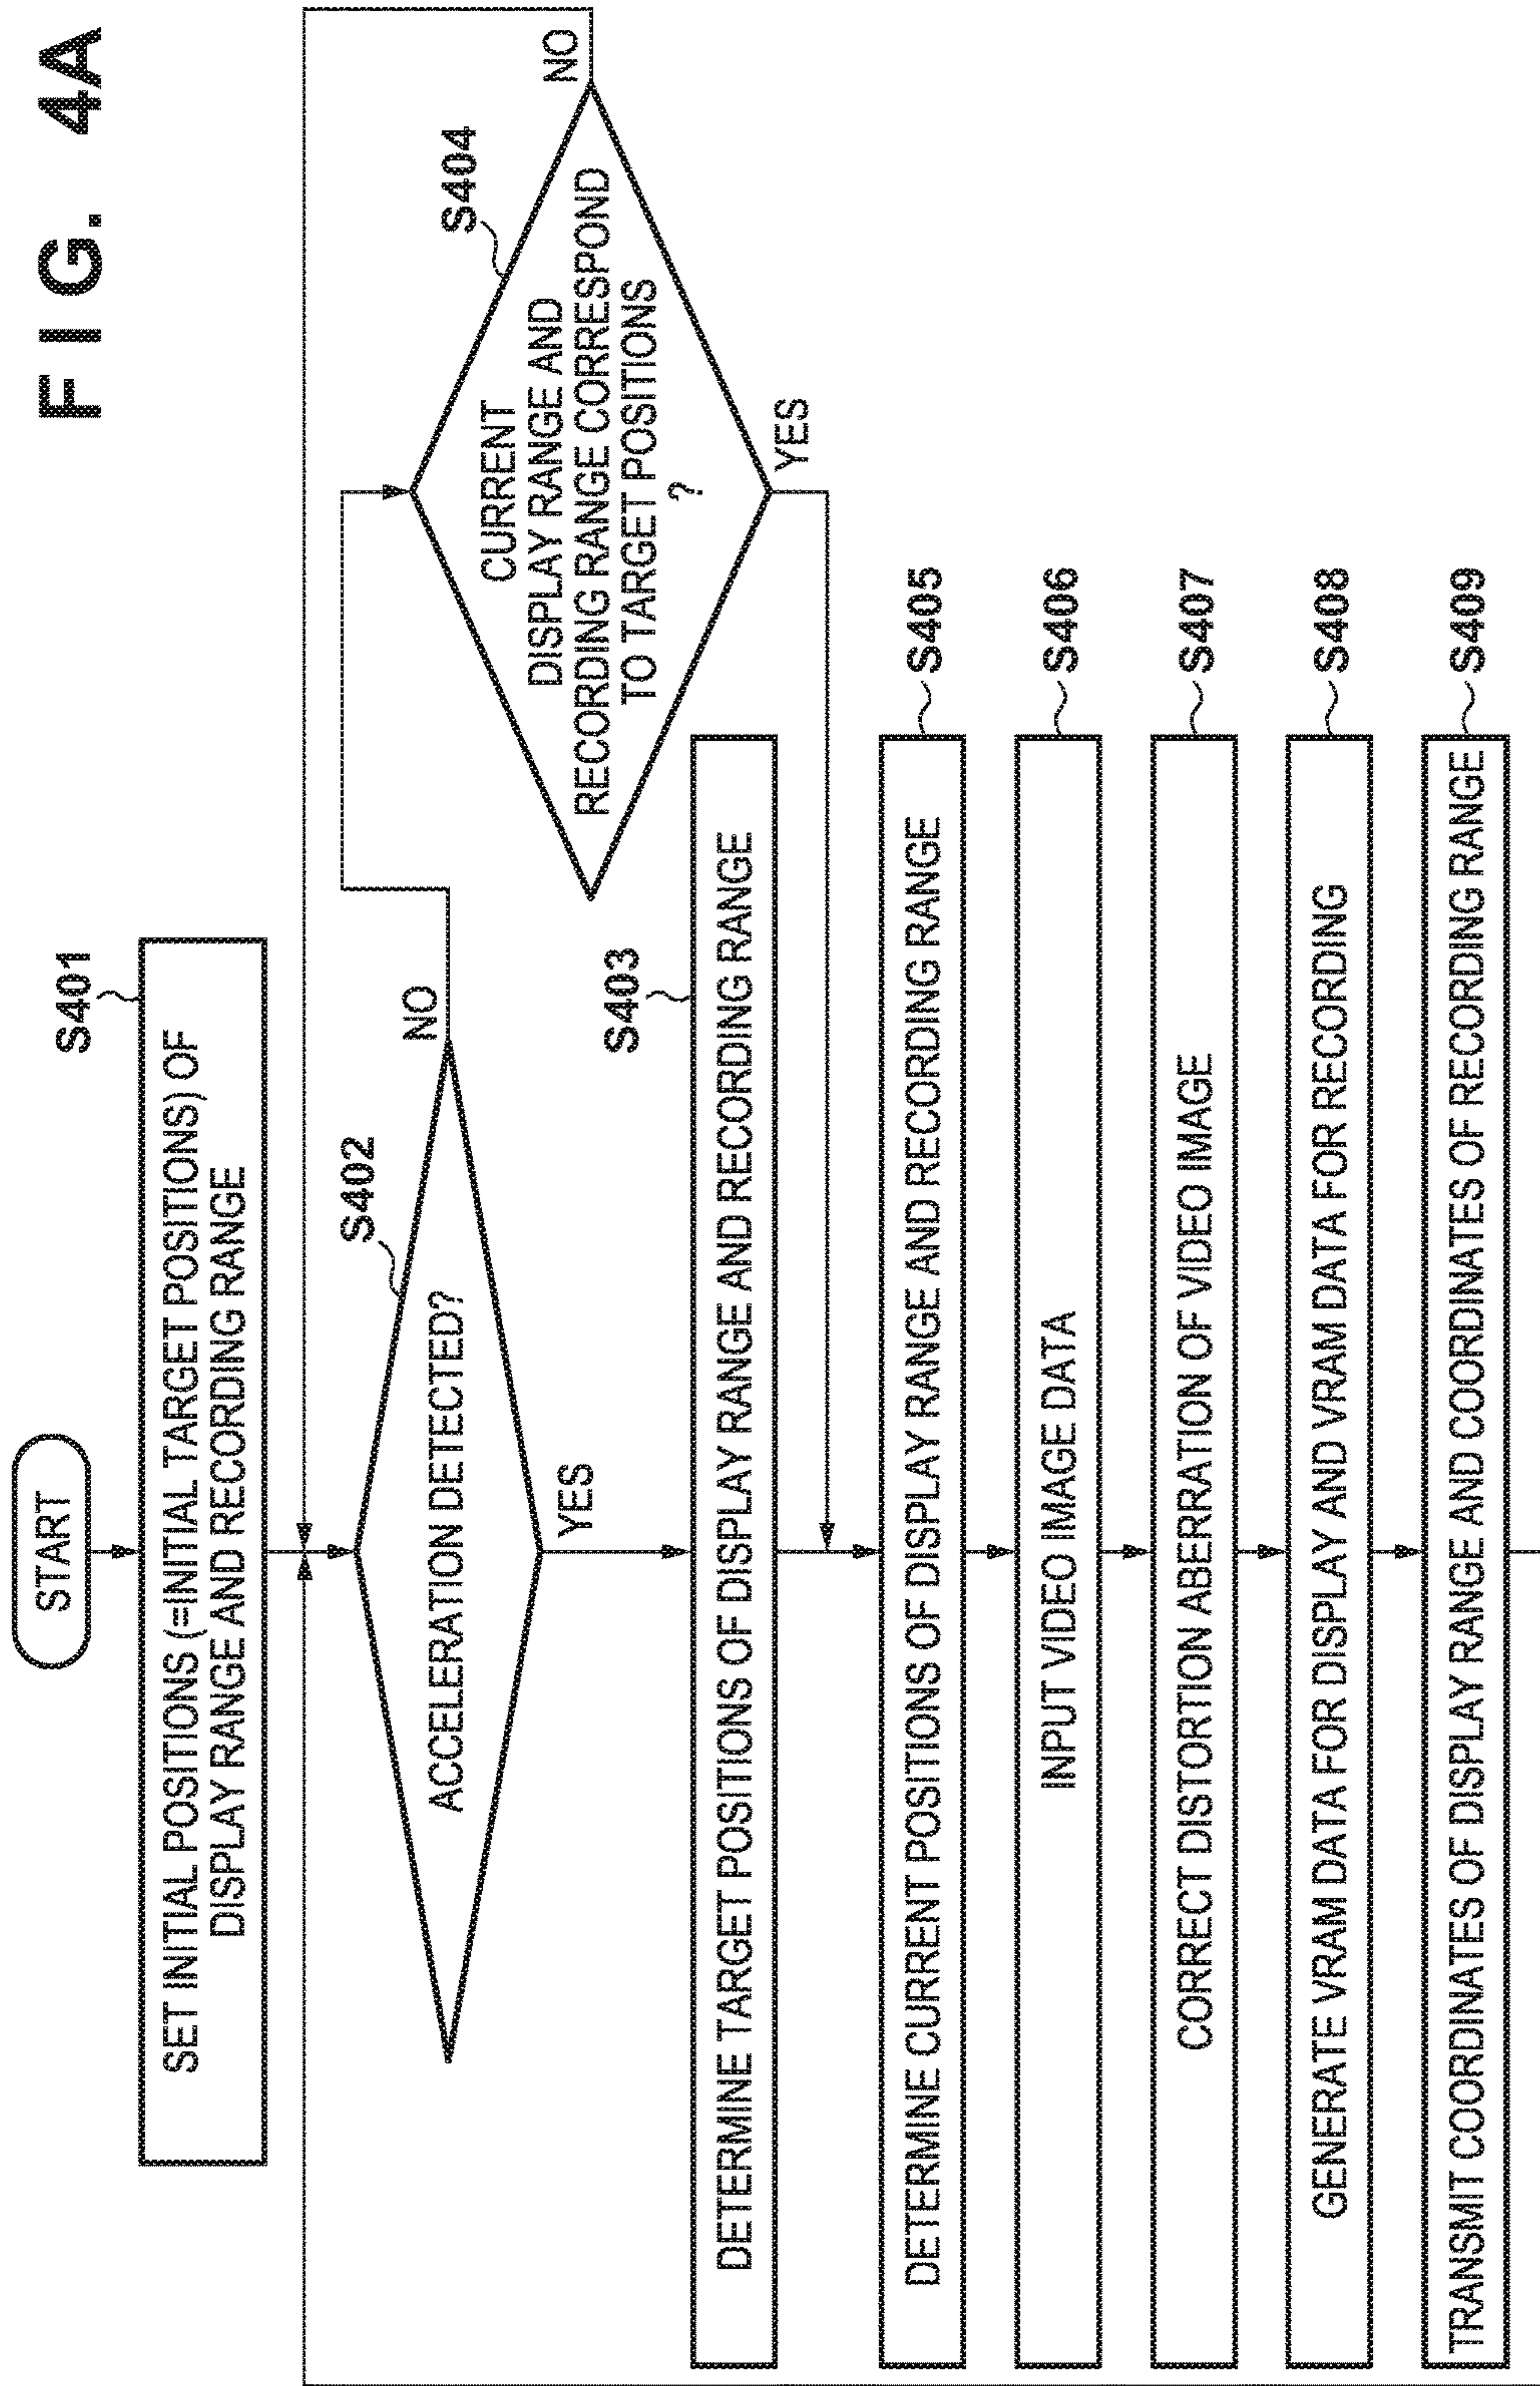 FIG. 4A
START
S401
SET INITIAL POSITIONS (=INITIAL TARGET POSITIONS) OF
DISPLAY RANGE AND RECORDING RANGE
S402
ACCELERATION DETECTED?
NO
YES
S404
CURRENT
DISPLAY RANGE AND
RECORDING RANGE CORRESPOND
TO TARGET POSITIONS
?
NO
YES
S403
DETERMINE TARGET POSITIONS OF DISPLAY RANGE AND RECORDING RANGE
DETERMINE CURRENT POSITIONS OF DISPLAY RANGE AND RECORDING RANGE
S405
INPUT VIDEO IMAGE DATA
S406
CORRECT DISTORTION ABERRATION OF VIDEO IMAGE
S407
GENERATE VRAM DATA FOR DISPLAY AND VRAM DATA FOR RECORDING
S408
TRANSMIT COORDINATES OF DISPLAY RANGE AND COORDINATES OF RECORDING RANGE
S409